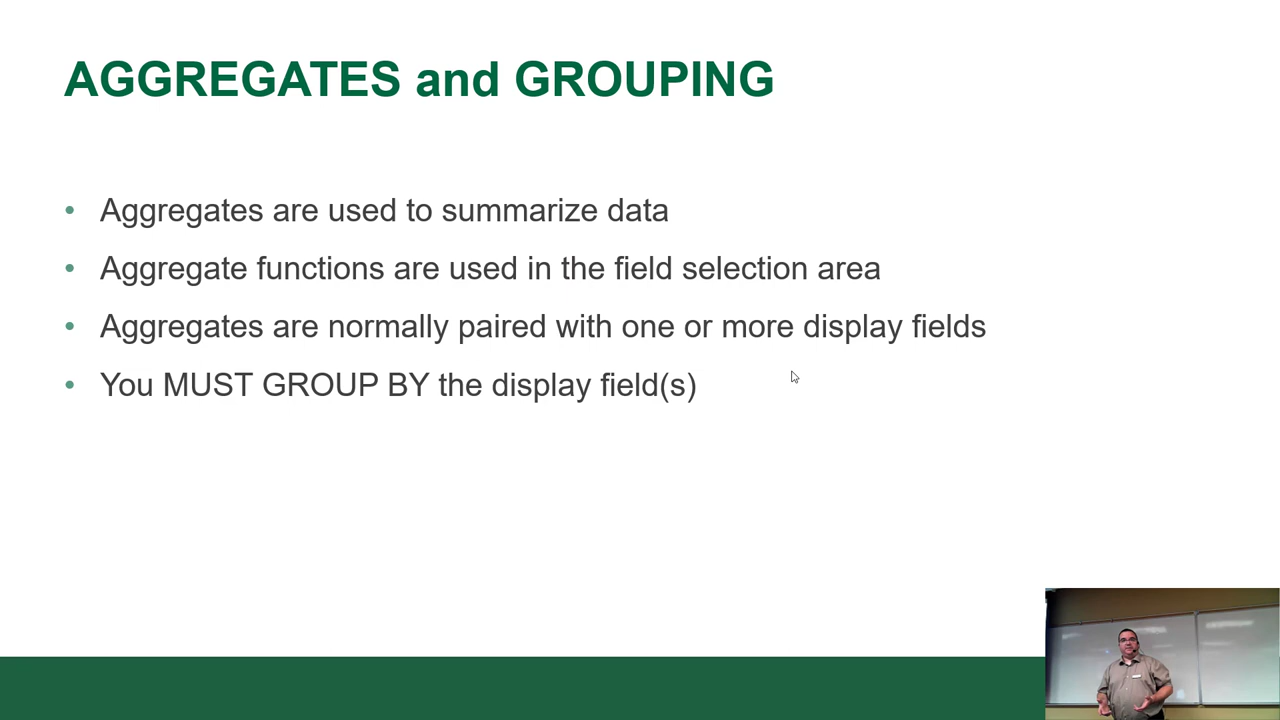 AGGREGATES and GROUPING
• Aggregates are used to summarize data
• Aggregate functions are used in the field selection area
• Aggregates are normally paired with one or more display fields
• You MUST GROUP BY the display field(s)